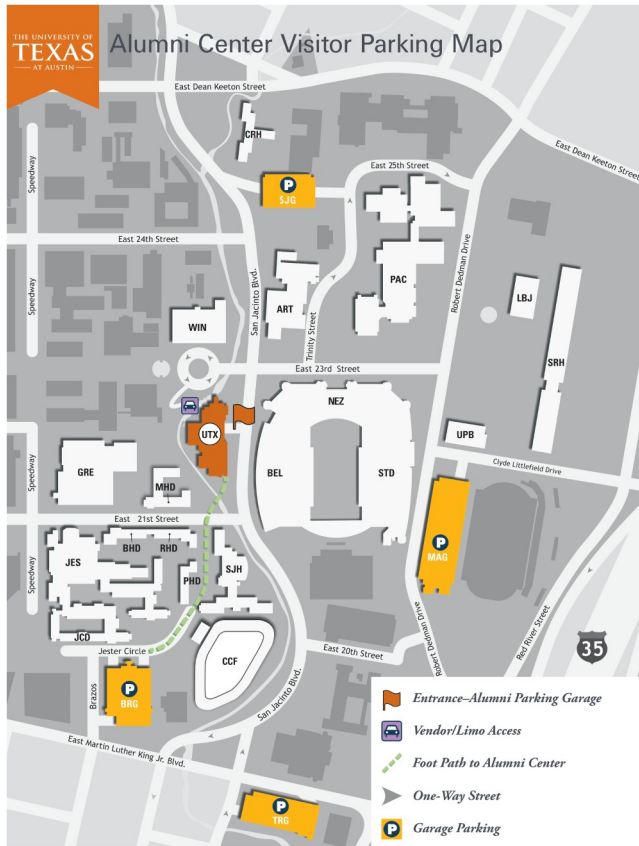 THE UNIVERSITY OF
TEXAS
AT AUSTIN
Alumni Center Visitor Parking Map
East Dean Keeton Street
East Dean Keeton Street
CRH
Speedway
East 25th Street
P
SJG
East 24th Street
PAC
Robert Dedman Drive
San Jacinto Blvd.
Speedway
ART
LBJ
WIN
Trinity Street
SRH
East 23rd Street
NEZ
UTX
UPB
GRE
BEL
STD
Clyde Littlefield Drive
Speedway
MHD
East 21st Street
P
MAG
BHD
RHD
JES
SJH
PHD
Speedway
JCD
East 20th Street
Robert Dedman Drive
Red River Street
35
Jester Circle
CCF
P
BRG
Brazos
San Jacinto Blvd.
East Martin Luther King Jr. Blvd.
P
TRG
Entrance–Alumni Parking Garage
Vendor/Limo Access
Foot Path to Alumni Center
One-Way Street
P
Garage Parking